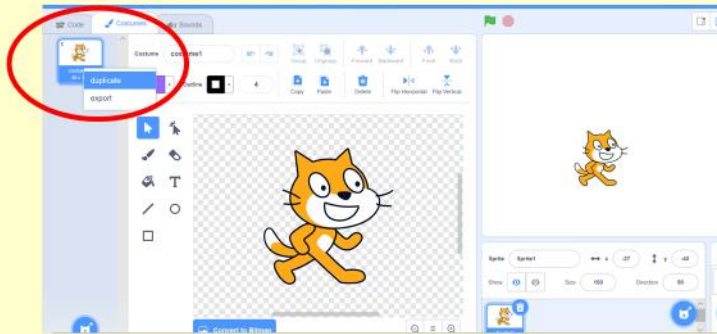 Code Costumes Sounds
Costume costume1 Group Ungroup Forward Backward Front Back
duplicate
export
Outline 4 Copy Paste Delete Flip Horizontal Flip Vertical
T
Sprite Sprite1 x -37 y -48
Show Size 100 Direction 90
Convert to Bitmap